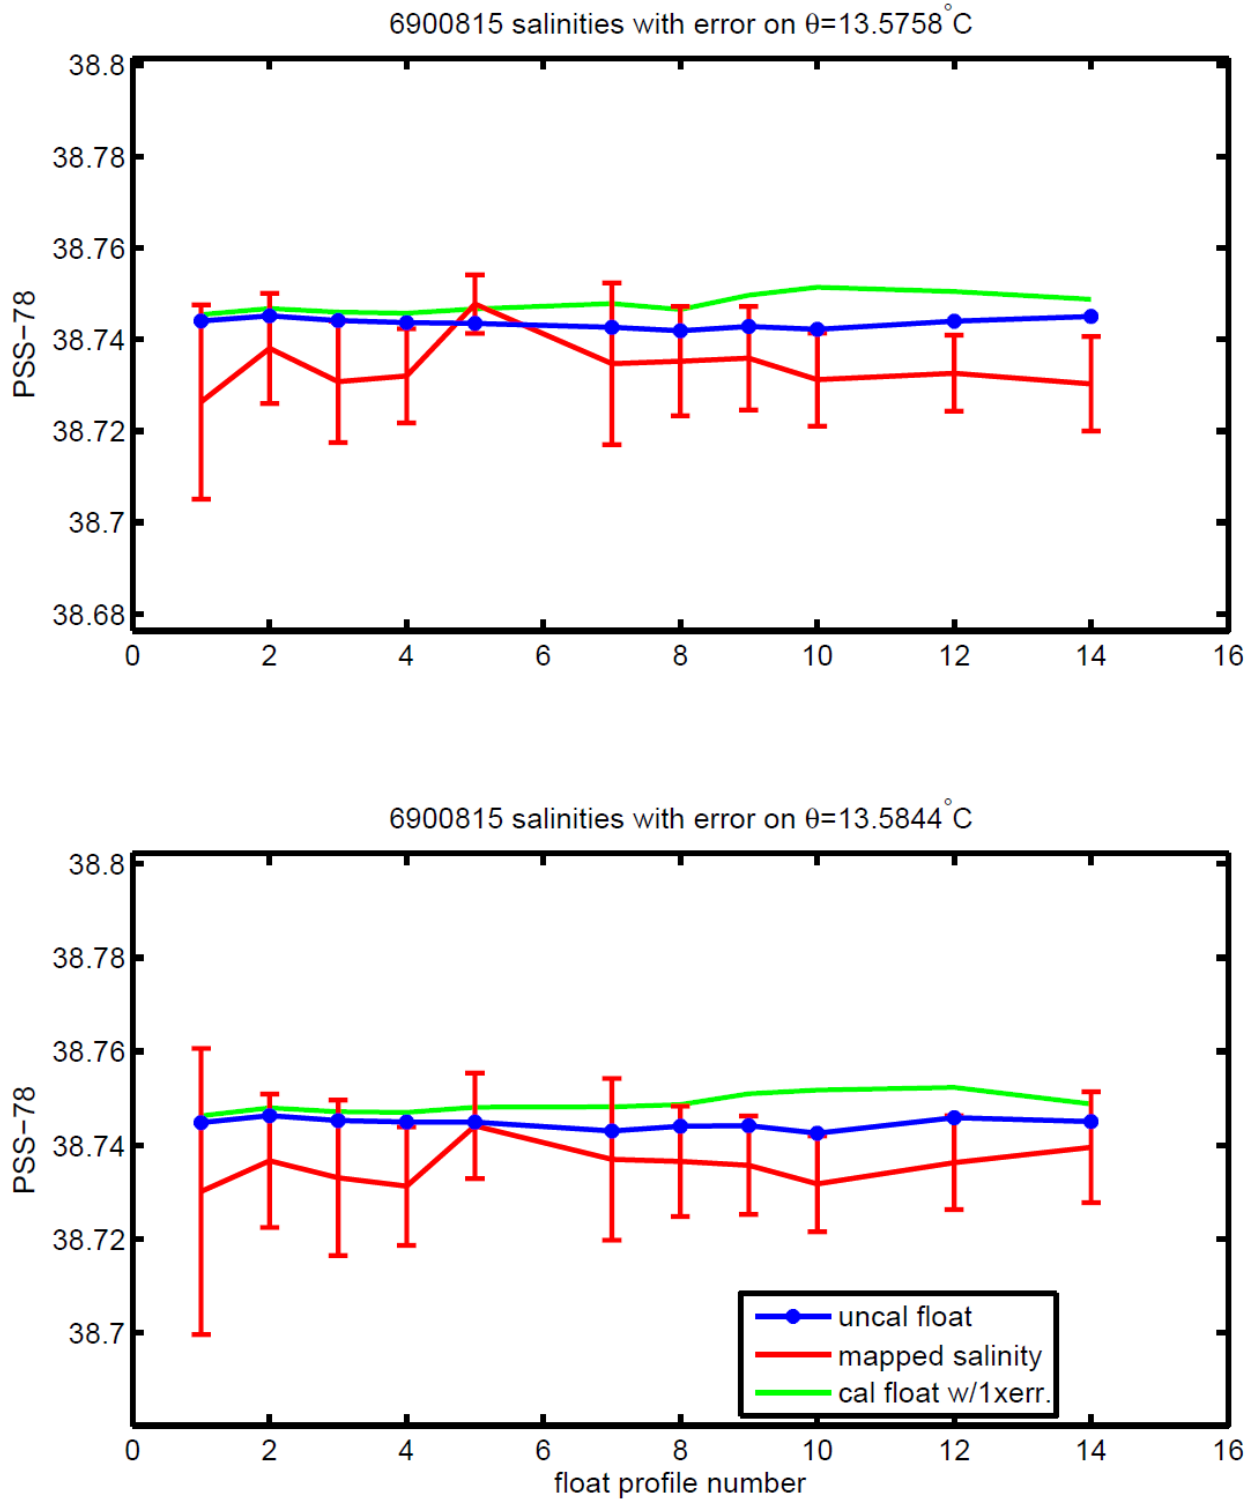 6900815 salinities with error on θ=13.5758°C
38.8
38.78
38.76
38.74
38.72
38.7
38.68
PSS−78
0 2 4 6 8 10 12 14 16
6900815 salinities with error on θ=13.5844°C
38.8
38.78
38.76
38.74
38.72
38.7
PSS−78
uncal float
mapped salinity
cal float w/1xerr.
0 2 4 6 8 10 12 14 16
float profile number